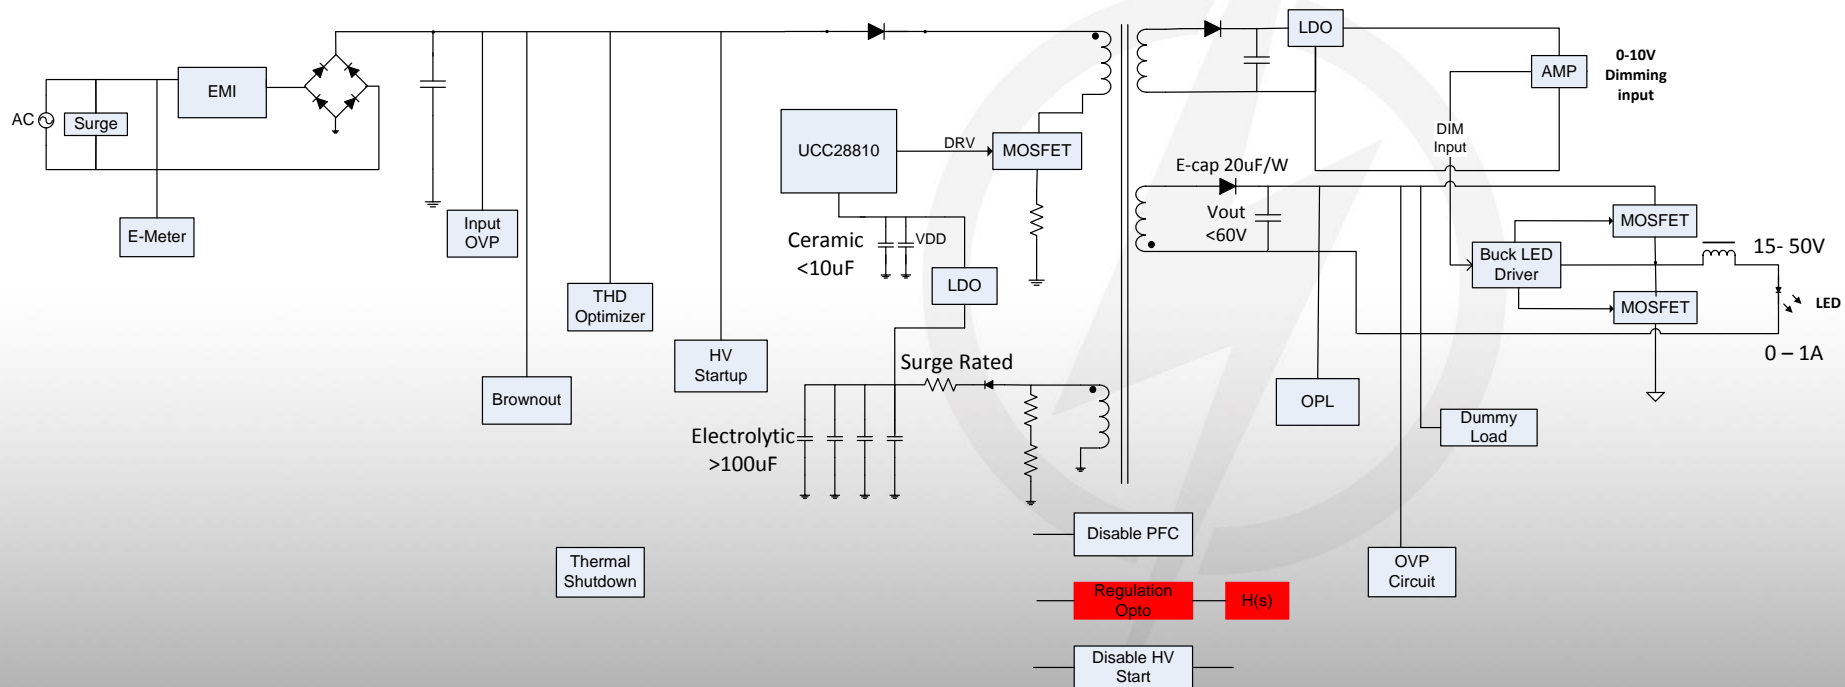 AC
Surge
EMI
E-Meter
Input
OVP
Brownout
THD
Optimizer
HV
Startup
Thermal
Shutdown
UCC28810
DRV
MOSFET
Ceramic
<10uF
VDD
LDO
Surge Rated
Electrolytic
>100uF
LDO
AMP
0-10V
Dimming
input
DIM
Input
E-cap 20uF/W
Vout
<60V
MOSFET
Buck LED
Driver
MOSFET
15- 50V
LED
0 – 1A
OPL
Dummy
Load
OVP
Circuit
Disable PFC
Regulation
Opto
H(s)
Disable HV
Start